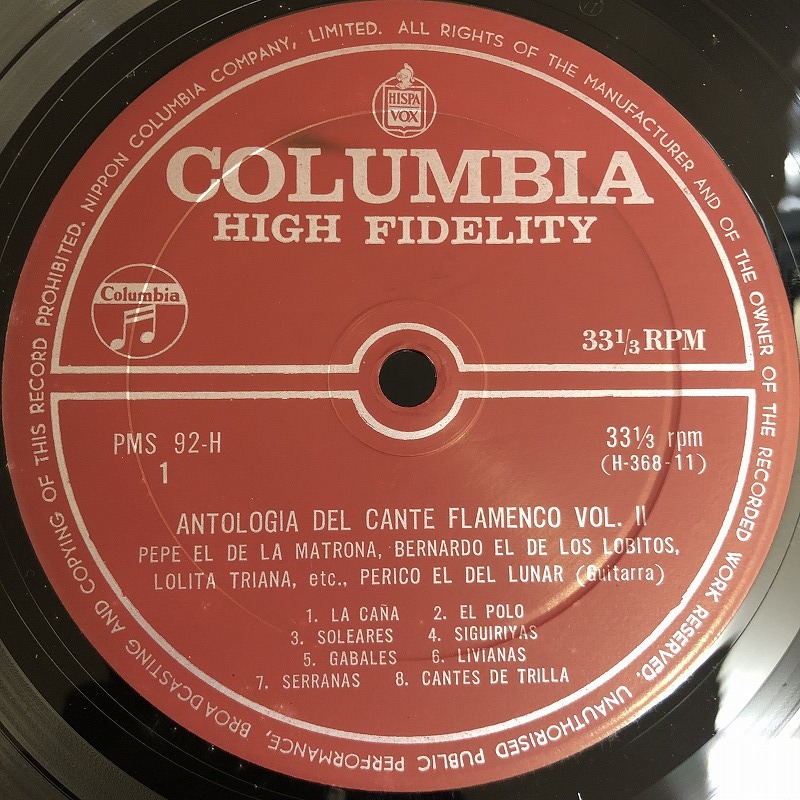 NIPPON COLUMBIA COMPANY, LIMITED. ALL RIGHTS OF THE MANUFACTURER AND OF THE OWNER OF THE RECORDED WORK RESERVED. UNAUTHORISED PUBLIC PERFORMANCE, BROADCASTING AND COPYING OF THIS RECORD PROHIBITED.
HISPA
VOX
COLUMBIA
HIGH FIDELITY
Columbia
33⅓ RPM
PMS 92-H
1
33⅓ rpm
(H-368-11)
ANTOLOGIA DEL CANTE FLAMENCO VOL. II
PEPE EL DE LA MATRONA, BERNARDO EL DE LOS LOBITOS,
LOLITA TRIANA, etc., PERICO EL DEL LUNAR (Guitarra)
1. LA CAÑA 2. EL POLO
3. SOLEARES 4. SIGUIRIYAS
5. GABALES 6. LIVIANAS
7. SERRANAS 8. CANTES DE TRILLA